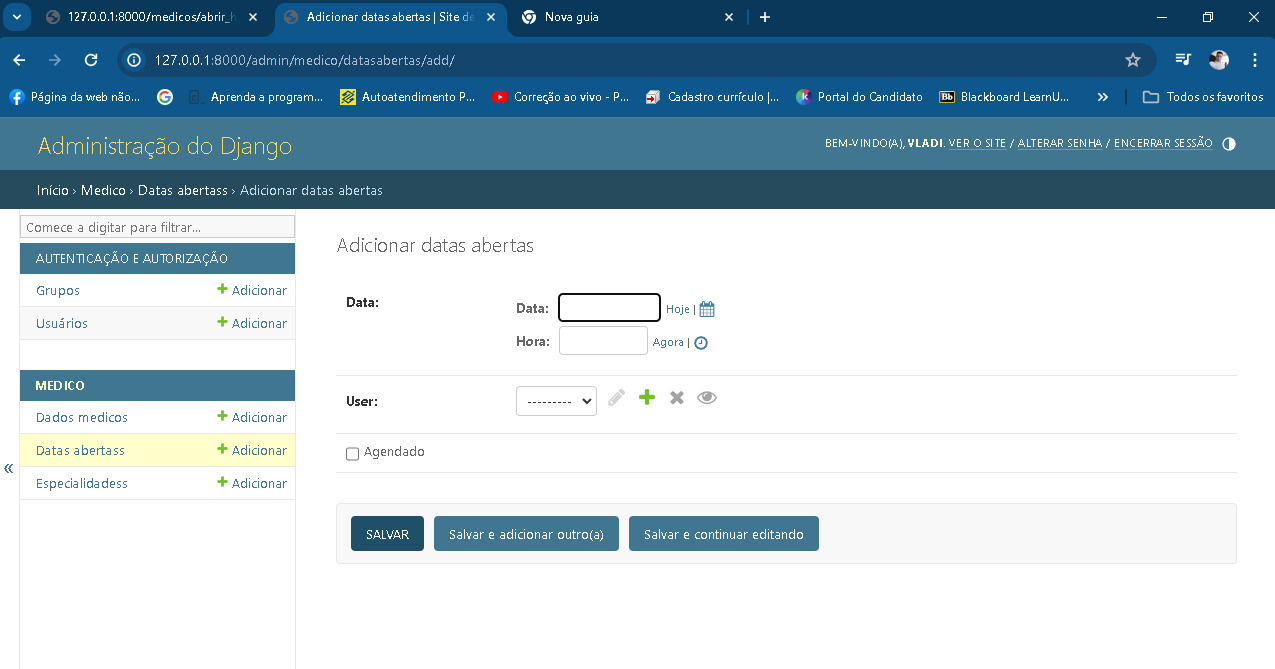 127.0.0.1:8000/medicos/abrir_h
Adicionar datas abertas | Site de
Nova guia
127.0.0.1:8000/admin/medico/datasabertas/add/
Página da web não...
Aprenda a program...
Autoatendimento P...
Correção ao vivo - P...
Cadastro currículo |...
Portal do Candidato
Bb Blackboard LearnU...
Todos os favoritos
Administração do Django
BEM-VINDO(A), VLADI. VER O SITE / ALTERAR SENHA / ENCERRAR SESSÃO
Início › Medico › Datas abertass › Adicionar datas abertas
Comece a digitar para filtrar...
AUTENTICAÇÃO E AUTORIZAÇÃO
Grupos + Adicionar
Usuários + Adicionar
MEDICO
Dados medicos + Adicionar
Datas abertass + Adicionar
Especialidadess + Adicionar
«
Adicionar datas abertas
Data:
Data: Hoje |
Hora: Agora |
User: ---------
Agendado
SALVAR
Salvar e adicionar outro(a)
Salvar e continuar editando